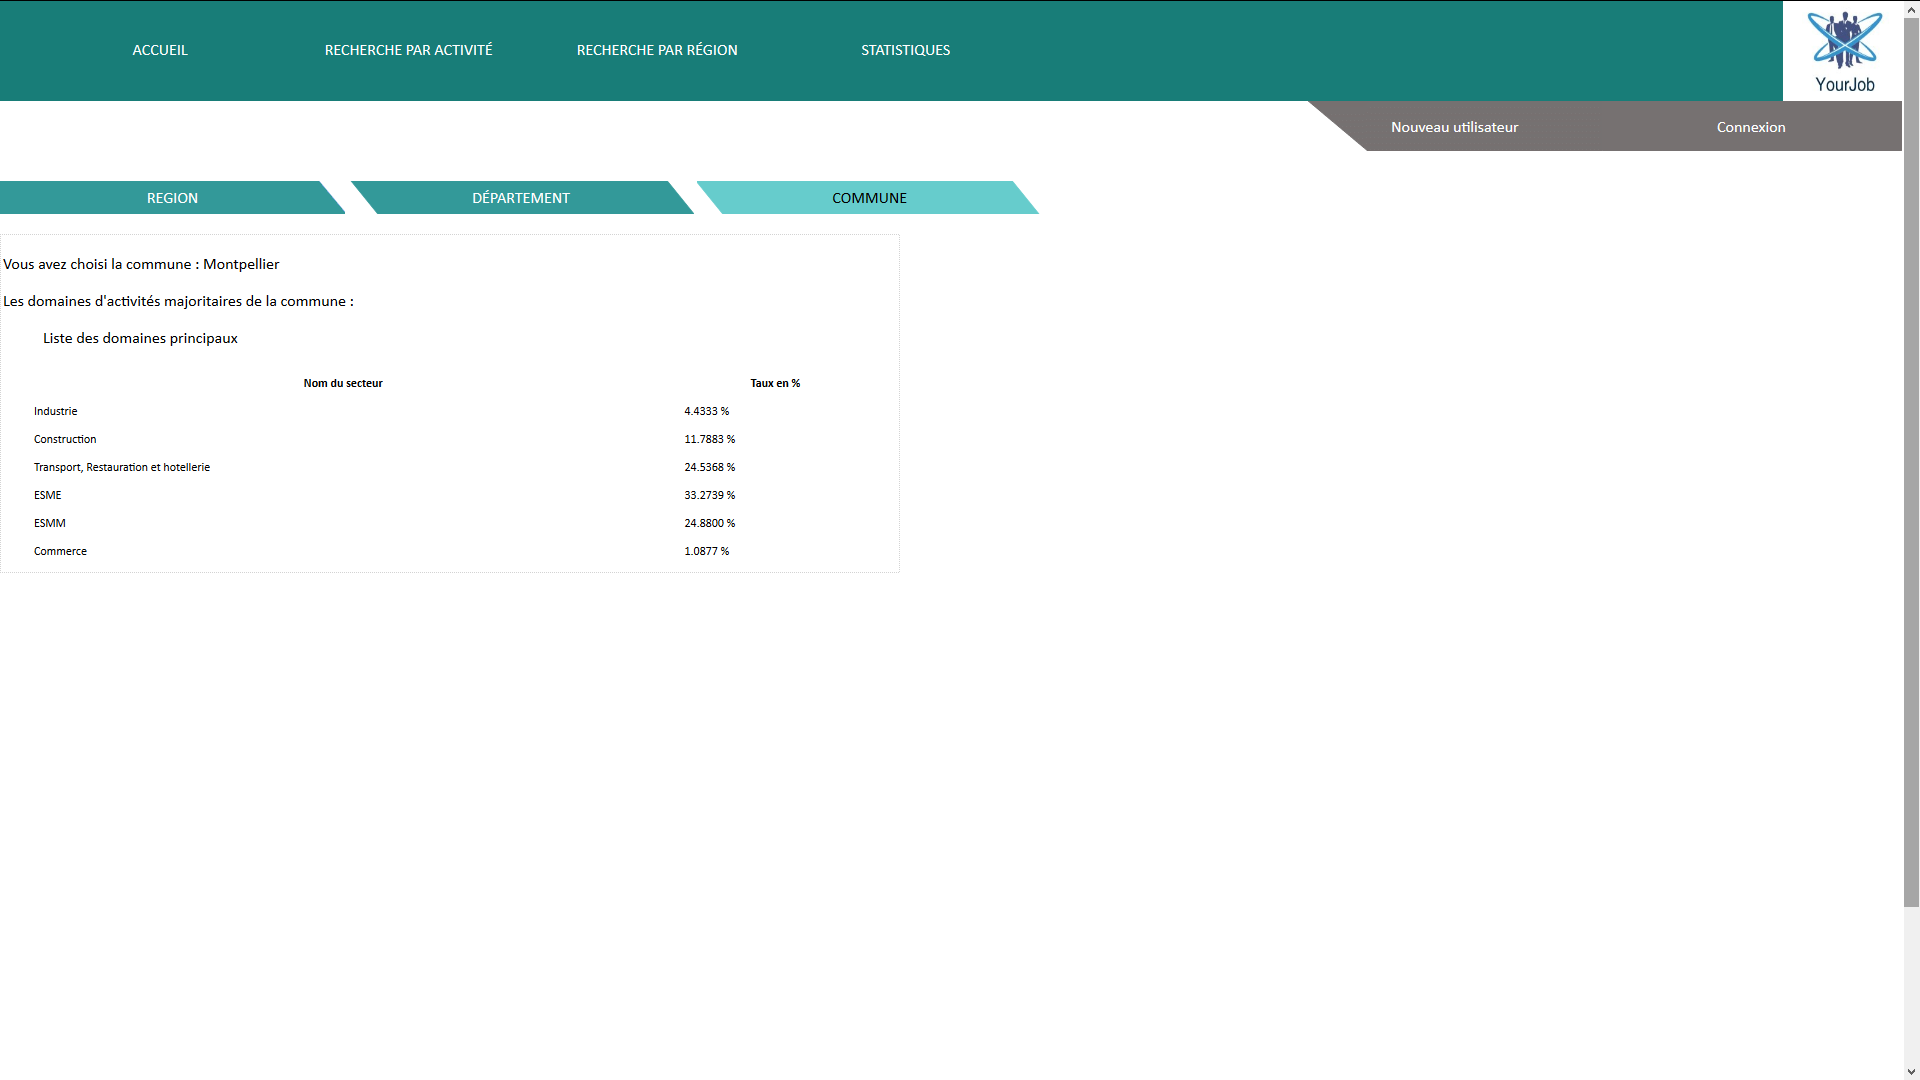 ACCUEIL RECHERCHE PAR ACTIVITÉ RECHERCHE PAR RÉGION STATISTIQUES
YourJob
Nouveau utilisateur Connexion
REGION DÉPARTEMENT COMMUNE
Vous avez choisi la commune : Montpellier
Les domaines d'activités majoritaires de la commune :
Liste des domaines principaux
Nom du secteur Taux en %
Industrie 4.4333 %
Construction 11.7883 %
Transport, Restauration et hotellerie 24.5368 %
ESME 33.2739 %
ESMM 24.8800 %
Commerce 1.0877 %